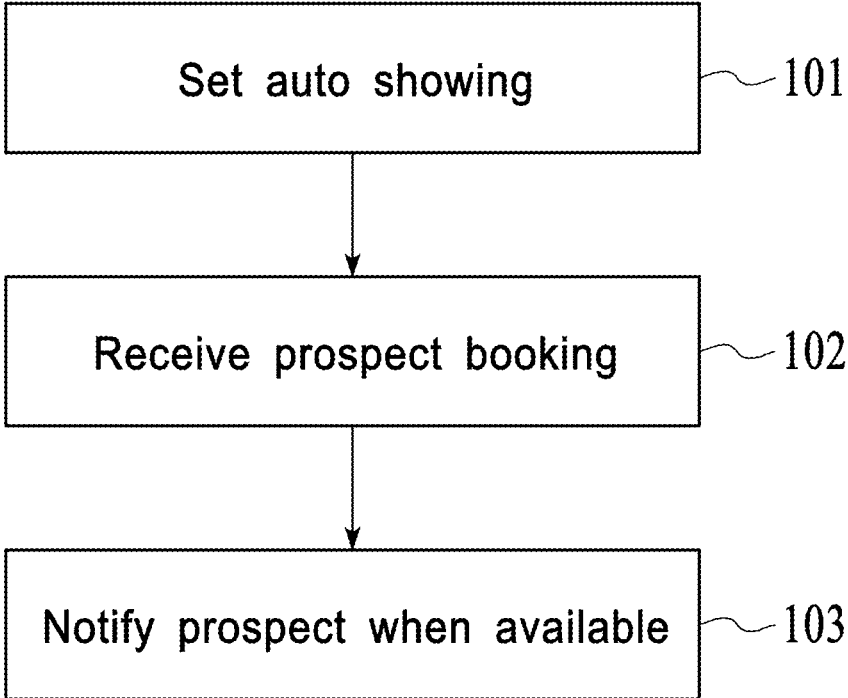 Set auto showing 101
Receive prospect booking 102
Notify prospect when available 103